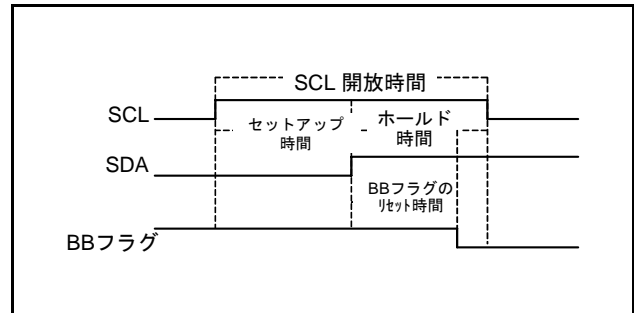 SCL 開放時間
SCL
セットアップ
時間
ホールド
時間
SDA
BBフラグの
ﾘｾｯﾄ時間
BBフラグ